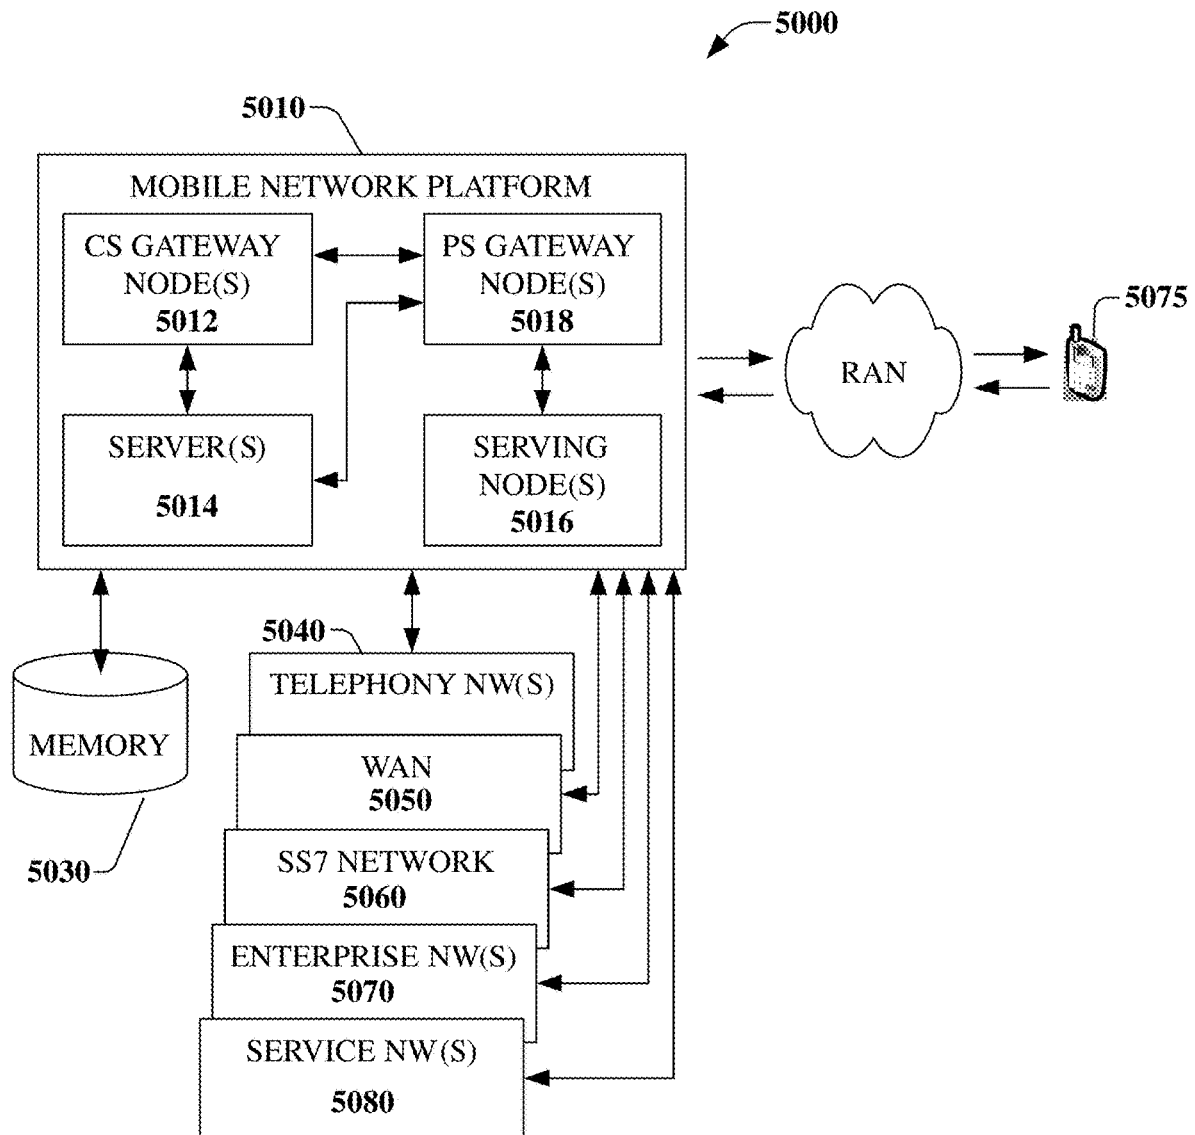 5000
5010
MOBILE NETWORK PLATFORM
CS GATEWAY
NODE(S)
5012
PS GATEWAY
NODE(S)
5018
SERVER(S)
5014
SERVING
NODE(S)
5016
RAN
5075
5040
TELEPHONY NW(S)
MEMORY
5030
WAN
5050
SS7 NETWORK
5060
ENTERPRISE NW(S)
5070
SERVICE NW(S)
5080